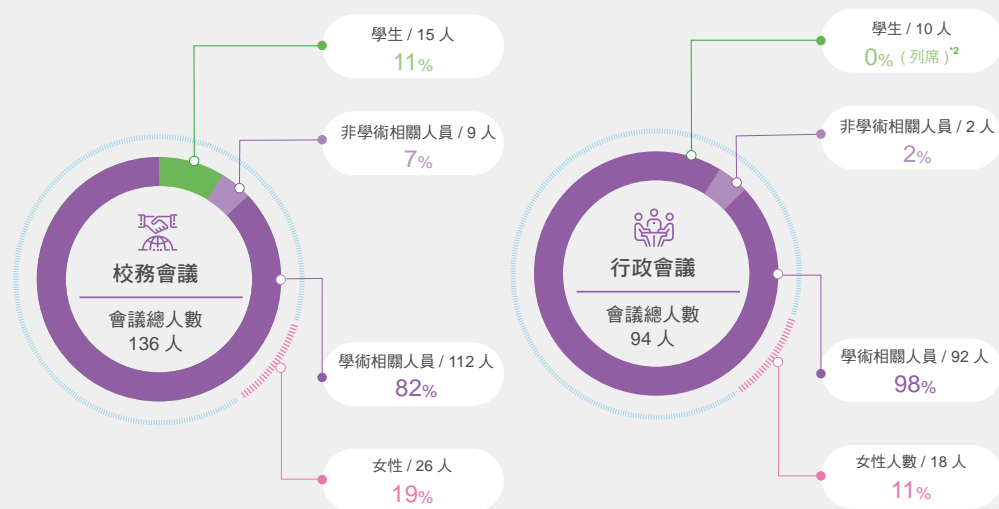 學生 / 15 人
11%
非學術相關人員 / 9 人
7%
校務會議
會議總人數
136 人
學術相關人員 / 112 人
82%
女性 / 26 人
19%
學生 / 10 人
0% ( 列席 )*2
非學術相關人員 / 2 人
2%
行政會議
會議總人數
94 人
學術相關人員 / 92 人
98%
女性人數 / 18 人
11%